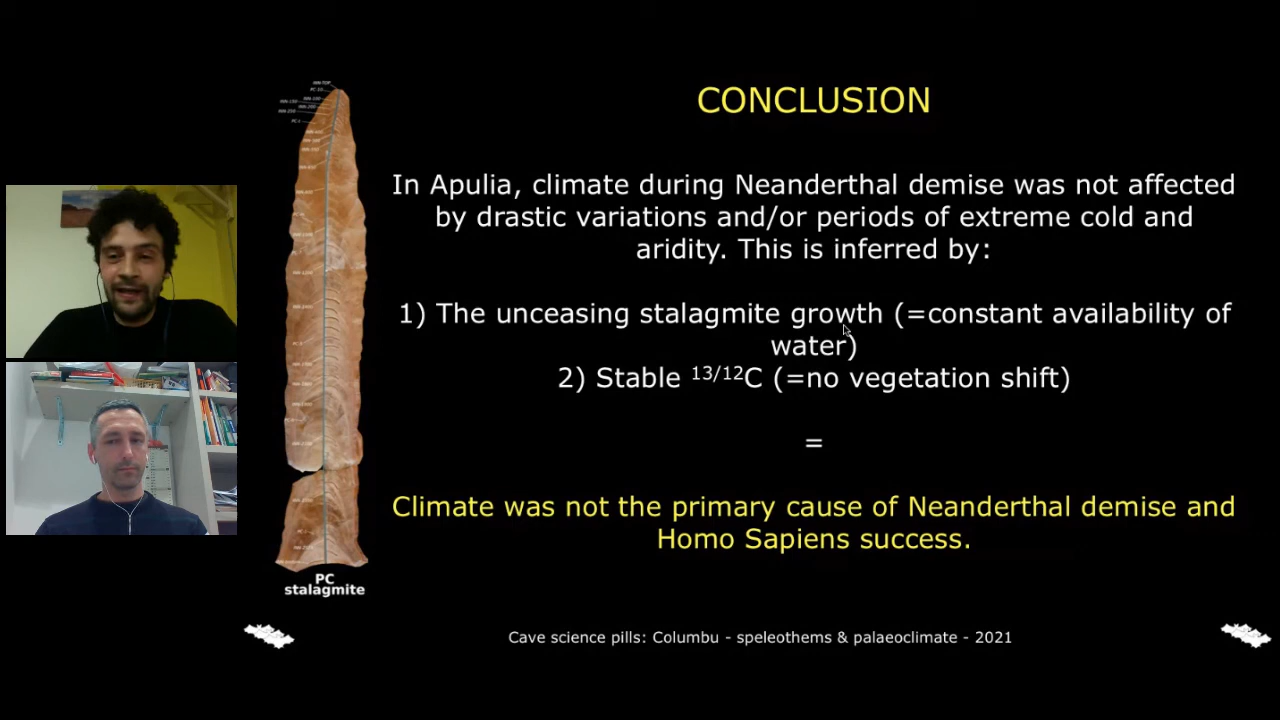 CONCLUSION
In Apulia, climate during Neanderthal demise was not affected
by drastic variations and/or periods of extreme cold and
aridity. This is inferred by:
1) The unceasing stalagmite growth (=constant availability of
water)
2) Stable ¹³/¹²C (=no vegetation shift)
=
Climate was not the primary cause of Neanderthal demise and
Homo Sapiens success.
PC
stalagmite
Cave science pills: Columbu - speleothems & palaeoclimate - 2021